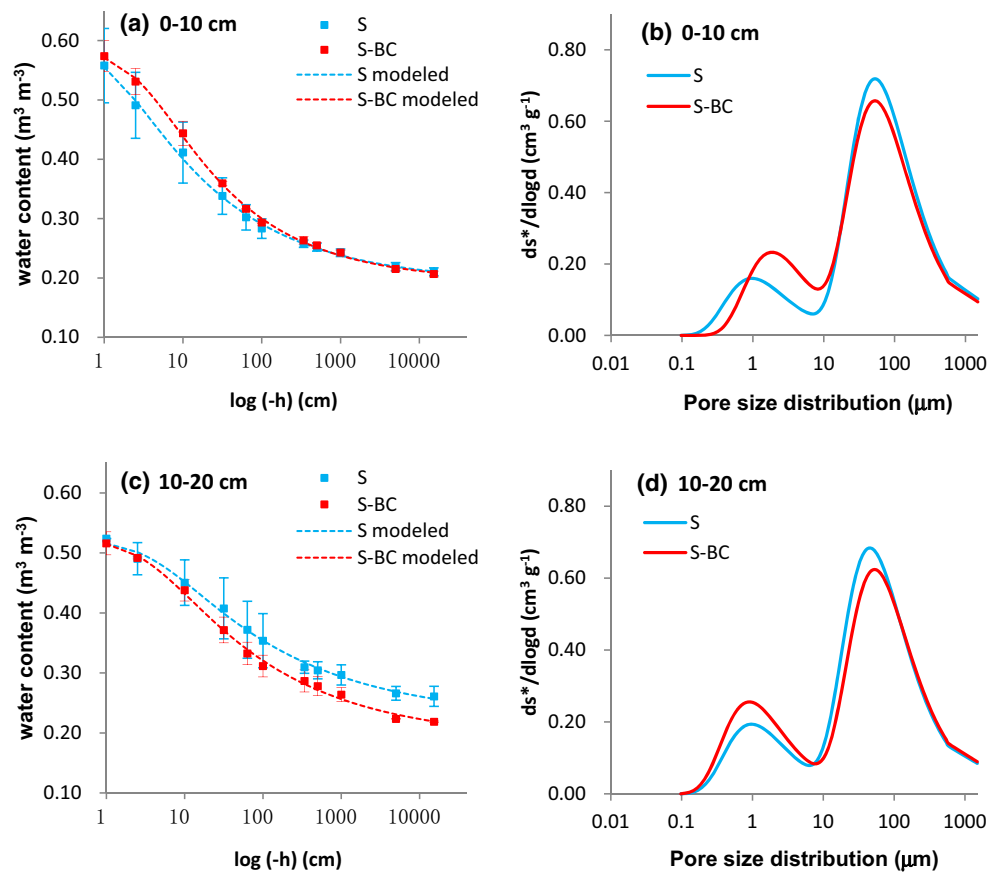 (a) 0-10 cm
S
S-BC
S modeled
S-BC modeled
water content (m³ m⁻³)
0.60
0.50
0.40
0.30
0.20
0.10
1 10 100 1000 10000
log (-h) (cm)
(b) 0-10 cm
S
S-BC
ds*/dlogd (cm³ g⁻¹)
0.80
0.60
0.40
0.20
0.00
0.01 0.1 1 10 100 1000
Pore size distribution (µm)
(c) 10-20 cm
S
S-BC
S modeled
S-BC modeled
water content (m³ m⁻³)
0.60
0.50
0.40
0.30
0.20
0.10
1 10 100 1000 10000
log (-h) (cm)
(d) 10-20 cm
S
S-BC
ds*/dlogd (cm³ g⁻¹)
0.80
0.60
0.40
0.20
0.00
0.01 0.1 1 10 100 1000
Pore size distribution (µm)